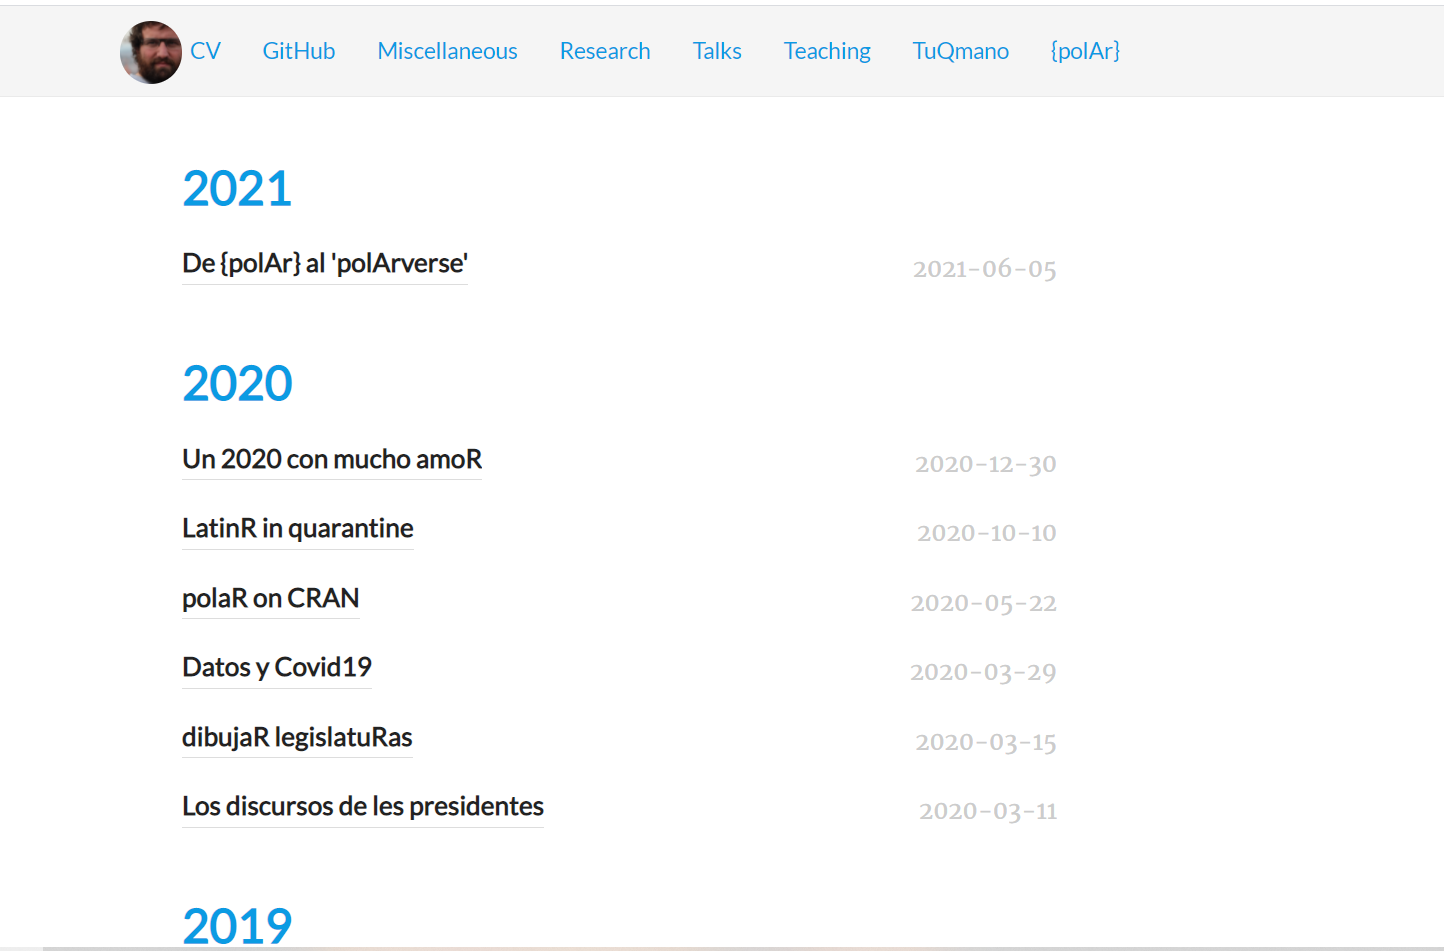 CV GitHub Miscellaneous Research Talks Teaching TuQmano {polAr}
2021
De {polAr} al 'polArverse' 2021-06-05
2020
Un 2020 con mucho amoR 2020-12-30
LatinR in quarantine 2020-10-10
polaR on CRAN 2020-05-22
Datos y Covid19 2020-03-29
dibujaR legislatuRas 2020-03-15
Los discursos de les presidentes 2020-03-11
2019